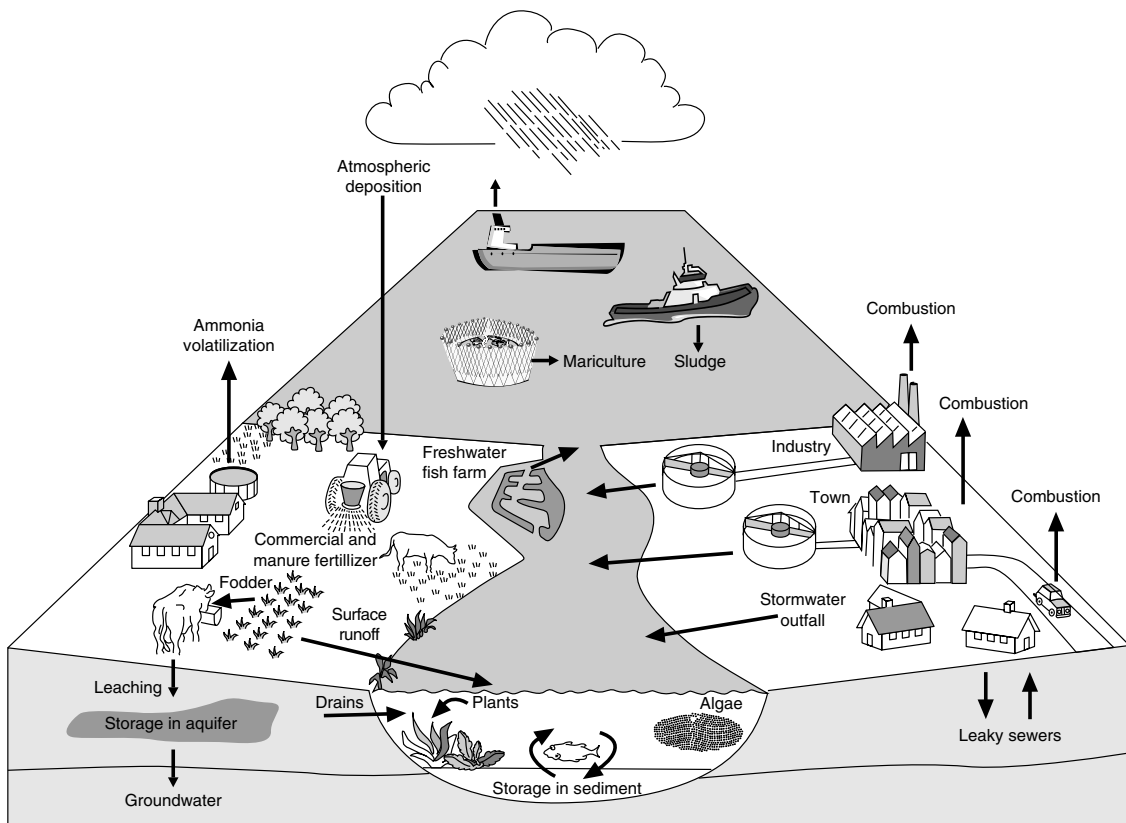 Atmospheric
deposition
Combustion
Ammonia
volatilization
Mariculture
Sludge
Combustion
Freshwater
fish farm
Industry
Town
Combustion
Commercial and
manure fertillizer
Fodder
Surface
runoff
Stormwater
outfall
Leaching
Drains
Plants
Algae
Storage in aquifer
Leaky sewers
Storage in sediment
Groundwater